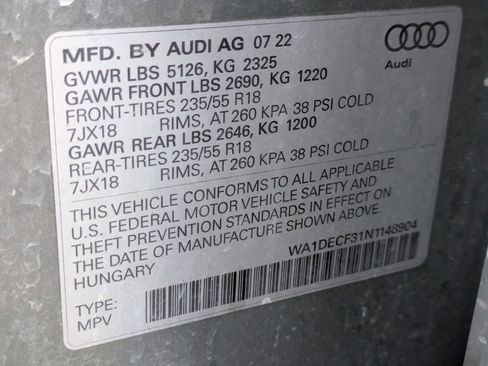 MFD. BY AUDI AG 07 22
GVWR LBS 5126, KG 2325
GAWR FRONT LBS 2690, KG 1220
FRONT-TIRES 235/55 R18
7JX18 RIMS, AT 260 KPA 38 PSI COLD
GAWR REAR LBS 2646, KG 1200
REAR-TIRES 235/55 R18
7JX18 RIMS, AT 260 KPA 38 PSI COLD
Audi
THIS VEHICLE CONFORMS TO ALL APPLICABLE
U.S. FEDERAL MOTOR VEHICLE SAFETY AND
THEFT PREVENTION STANDARDS IN EFFECT ON
THE DATE OF MANUFACTURE SHOWN ABOVE.
HUNGARY
WA1DECF31N1148904
TYPE:
MPV